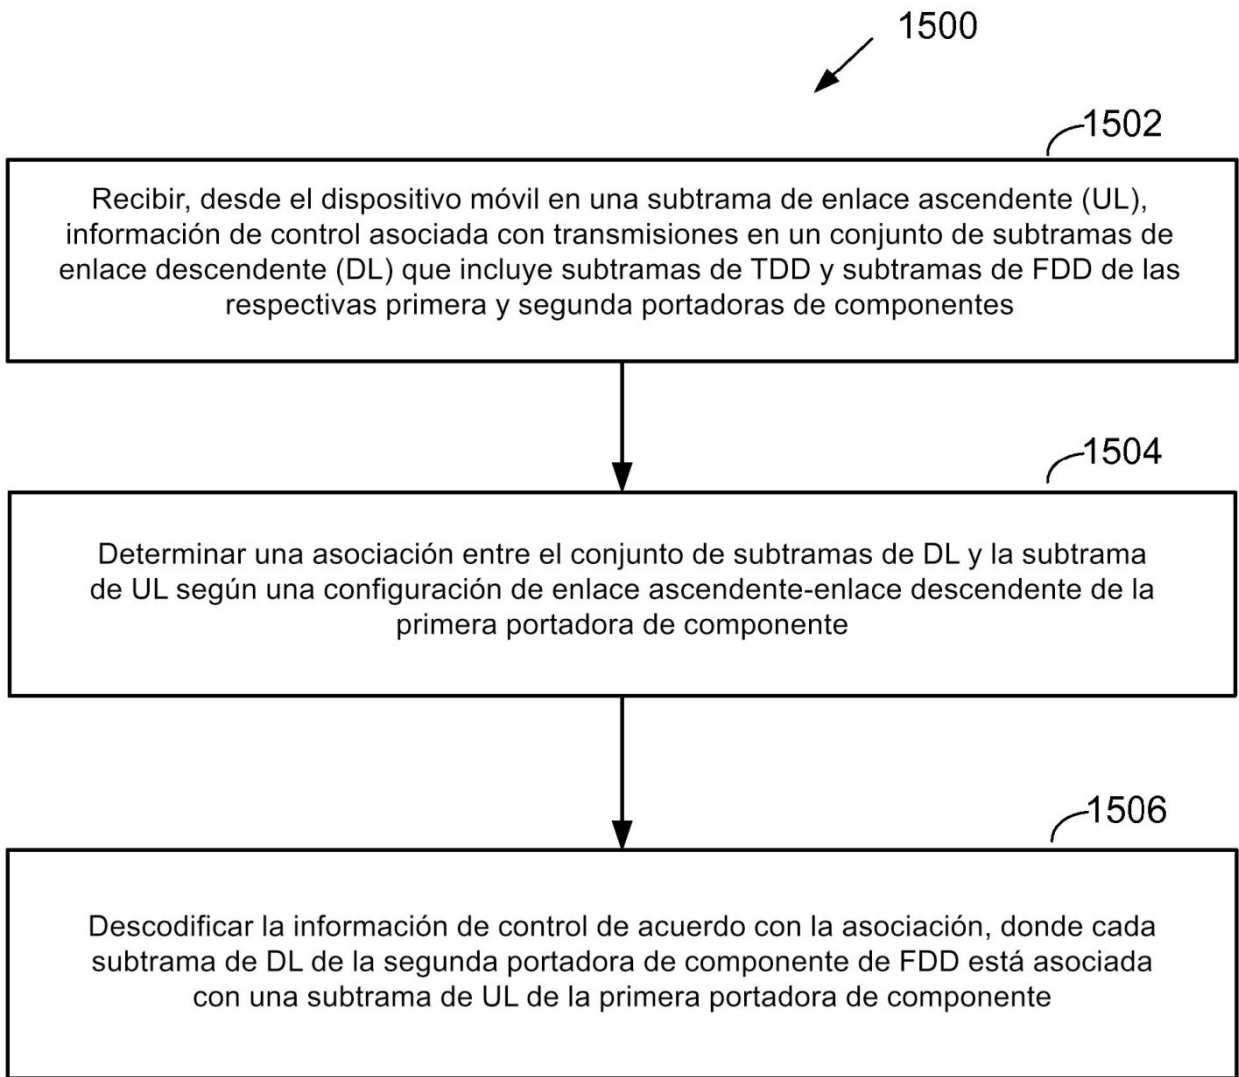 1500
1502
Recibir, desde el dispositivo móvil en una subtrama de enlace ascendente (UL),
información de control asociada con transmisiones en un conjunto de subtramas de
enlace descendente (DL) que incluye subtramas de TDD y subtramas de FDD de las
respectivas primera y segunda portadoras de componentes
1504
Determinar una asociación entre el conjunto de subtramas de DL y la subtrama
de UL según una configuración de enlace ascendente-enlace descendente de la
primera portadora de componente
1506
Descodificar la información de control de acuerdo con la asociación, donde cada
subtrama de DL de la segunda portadora de componente de FDD está asociada
con una subtrama de UL de la primera portadora de componente